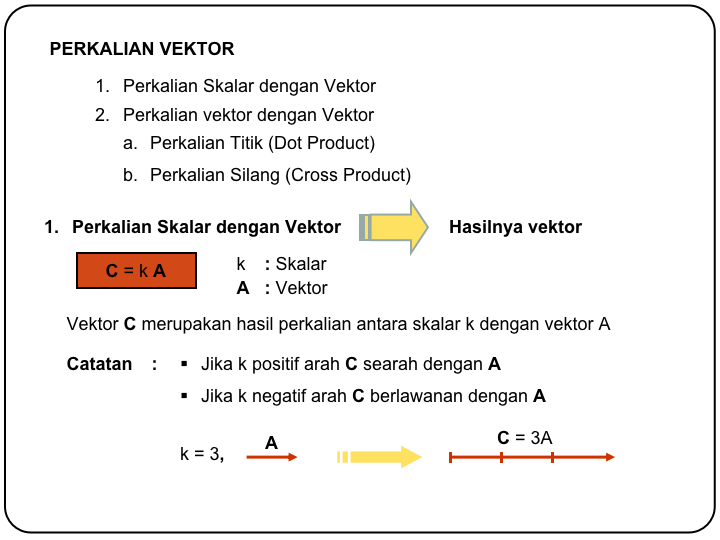 PERKALIAN VEKTOR
1. Perkalian Skalar dengan Vektor
2. Perkalian vektor dengan Vektor
a. Perkalian Titik (Dot Product)
b. Perkalian Silang (Cross Product)
1. Perkalian Skalar dengan Vektor Hasilnya vektor
C = k A
k : Skalar
A : Vektor
Vektor C merupakan hasil perkalian antara skalar k dengan vektor A
Catatan : ▪ Jika k positif arah C searah dengan A
▪ Jika k negatif arah C berlawanan dengan A
k = 3, A C = 3A